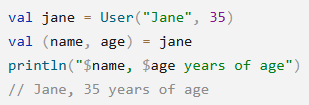 val jane = User("Jane", 35)
val (name, age) = jane
println("$name, $age years of age")
// Jane, 35 years of age